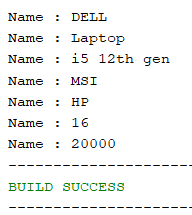 Name : DELL
Name : Laptop
Name : i5 12th gen
Name : MSI
Name : HP
Name : 16
Name : 20000
---------------------
BUILD SUCCESS
---------------------